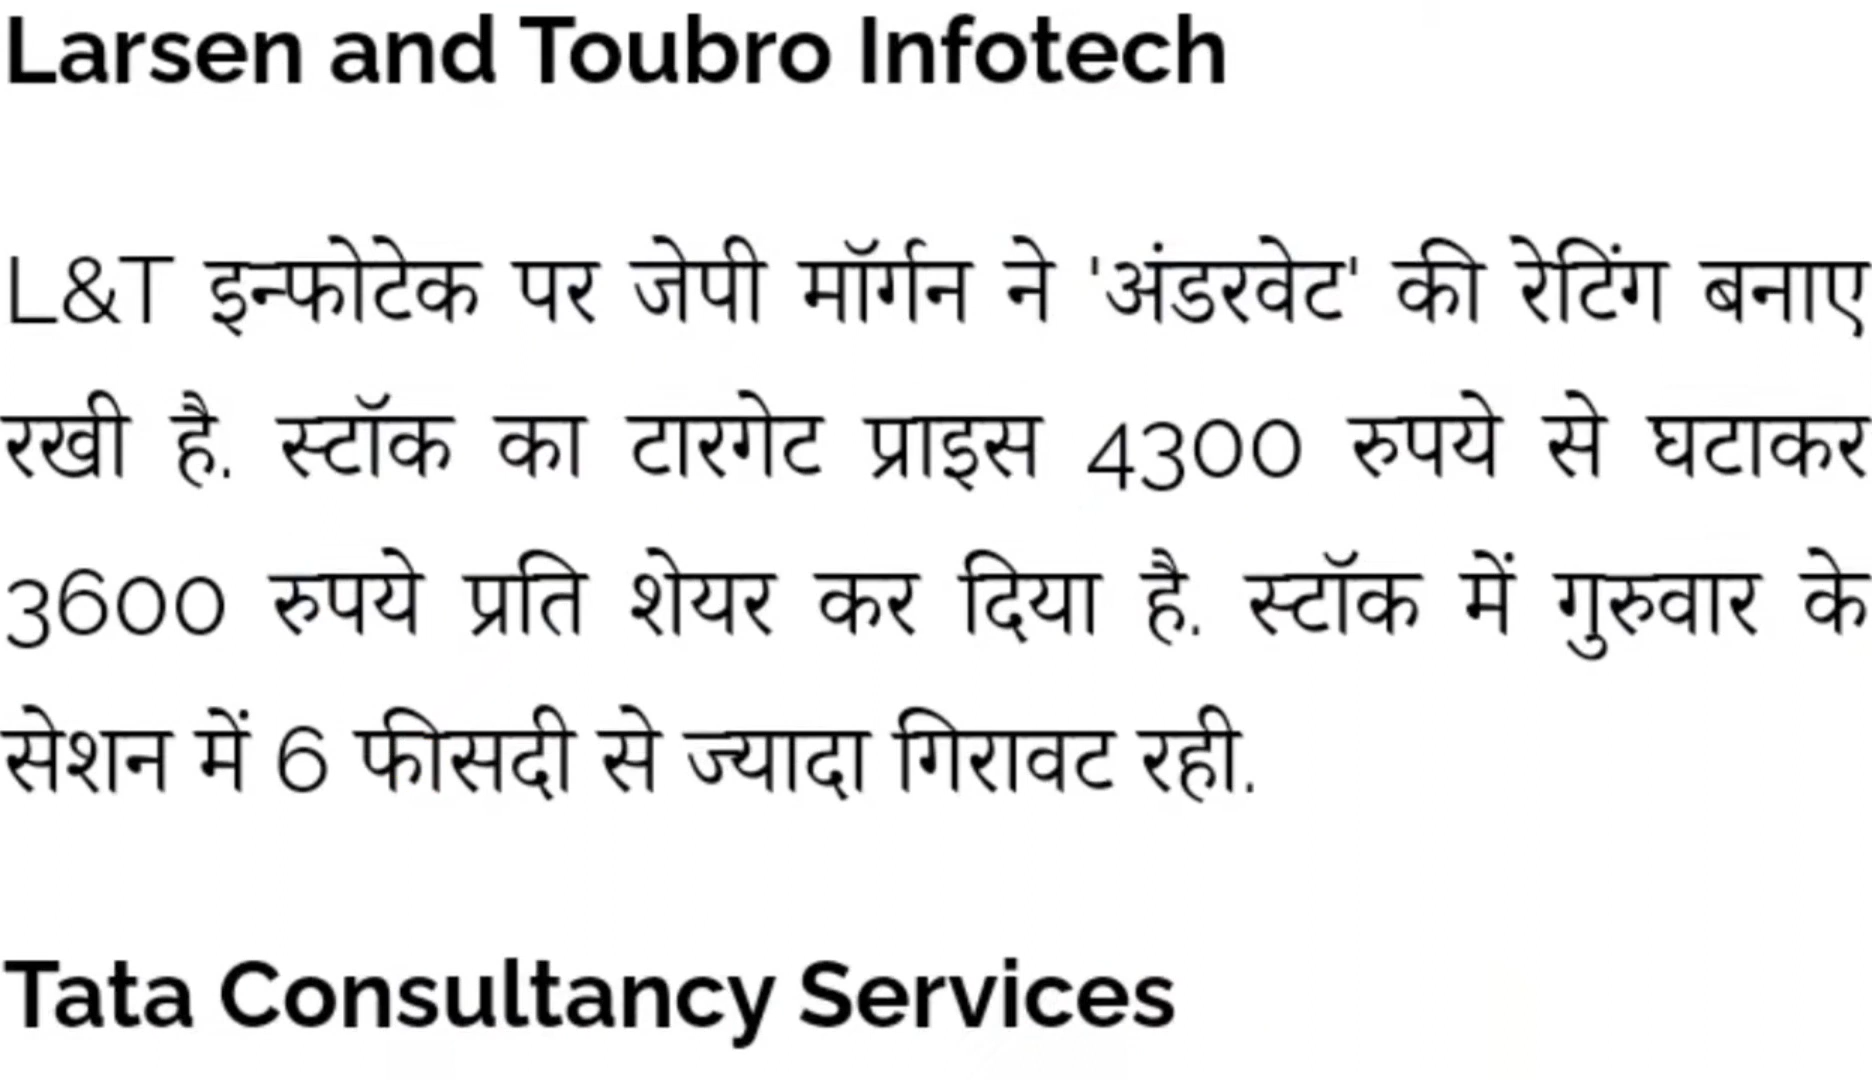 Larsen and Toubro Infotech
L&T इन्फोटेक पर जेपी मॉर्गन ने 'अंडरवेट' की रेटिंग बनाए
रखी है. स्टॉक का टारगेट प्राइस 4300 रुपये से घटाकर
3600 रुपये प्रति शेयर कर दिया है. स्टॉक में गुरुवार के
सेशन में 6 फीसदी से ज्यादा गिरावट रही.
Tata Consultancy Services